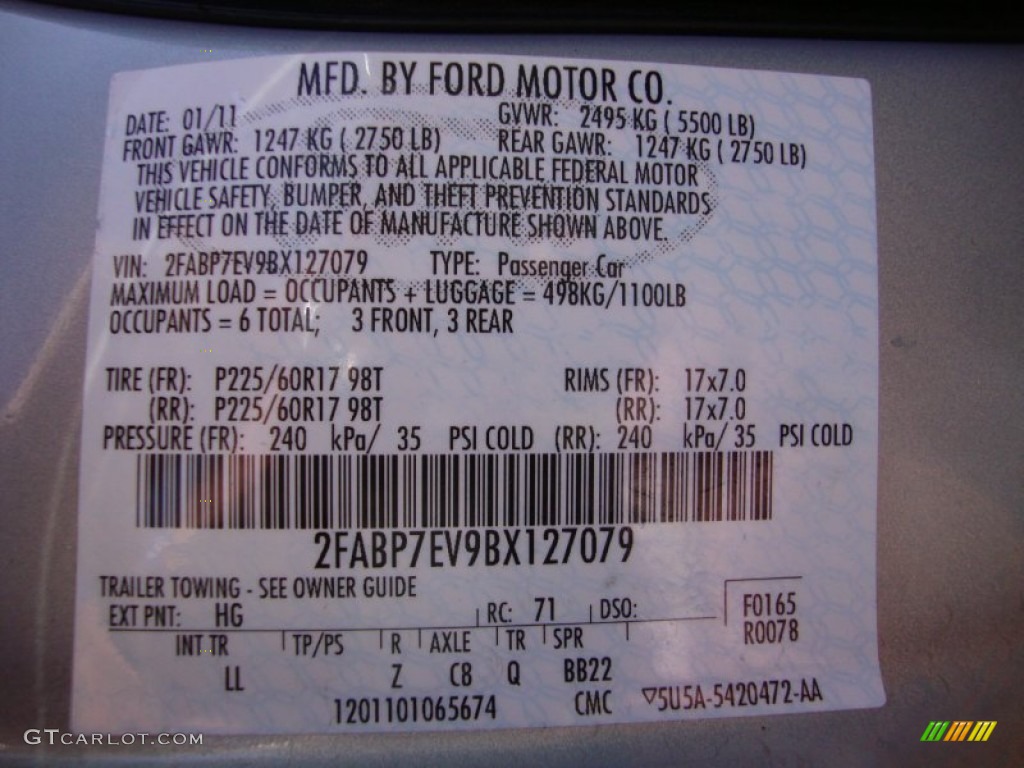 MFD. BY FORD MOTOR CO.
DATE: 01/11 GVWR: 2495 KG ( 5500 LB)
FRONT GAWR: 1247 KG ( 2750 LB) REAR GAWR: 1247 KG ( 2750 LB)
THIS VEHICLE CONFORMS TO ALL APPLICABLE FEDERAL MOTOR
VEHICLE SAFETY, BUMPER, AND THEFT PREVENTION STANDARDS
IN EFFECT ON THE DATE OF MANUFACTURE SHOWN ABOVE.
VIN: 2FABP7EV9BX127079 TYPE: Passenger Car
MAXIMUM LOAD = OCCUPANTS + LUGGAGE = 498KG/1100LB
OCCUPANTS = 6 TOTAL; 3 FRONT, 3 REAR
TIRE (FR): P225/60R17 98T RIMS (FR): 17x7.0
(RR): P225/60R17 98T (RR): 17x7.0
PRESSURE (FR): 240 kPa/ 35 PSI COLD (RR): 240 kPa/ 35 PSI COLD
2FABP7EV9BX127079
TRAILER TOWING - SEE OWNER GUIDE
EXT PNT: HG RC: 71 DSO: F0165
R0078
INT TR TP/PS R AXLE TR SPR
LL Z C8 Q BB22
1201101065674 CMC ▽5U5A-5420472-AA
GTCARLOT.COM